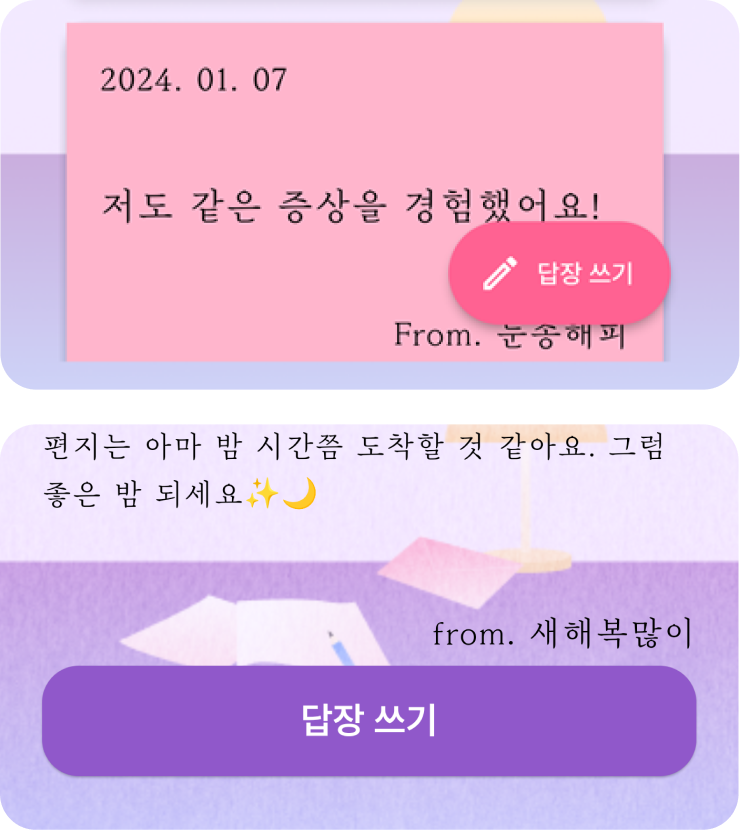 2024. 01. 07
저도 같은 증상을 경험했어요!
답장 쓰기
From. 눈송해피
편지는 아마 밤 시간쯤 도착할 것 같아요. 그럼
좋은 밤 되세요✨🌙
from. 새해복많이
답장 쓰기